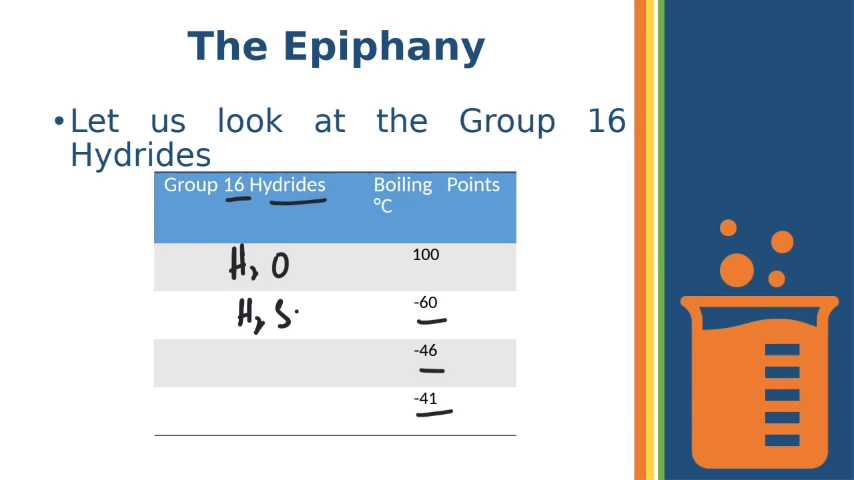 The Epiphany
•Let us look at the Group 16
Hydrides
Group 16 Hydrides Boiling Points
°C
H₂O 100
H₂S -60
-46
-41